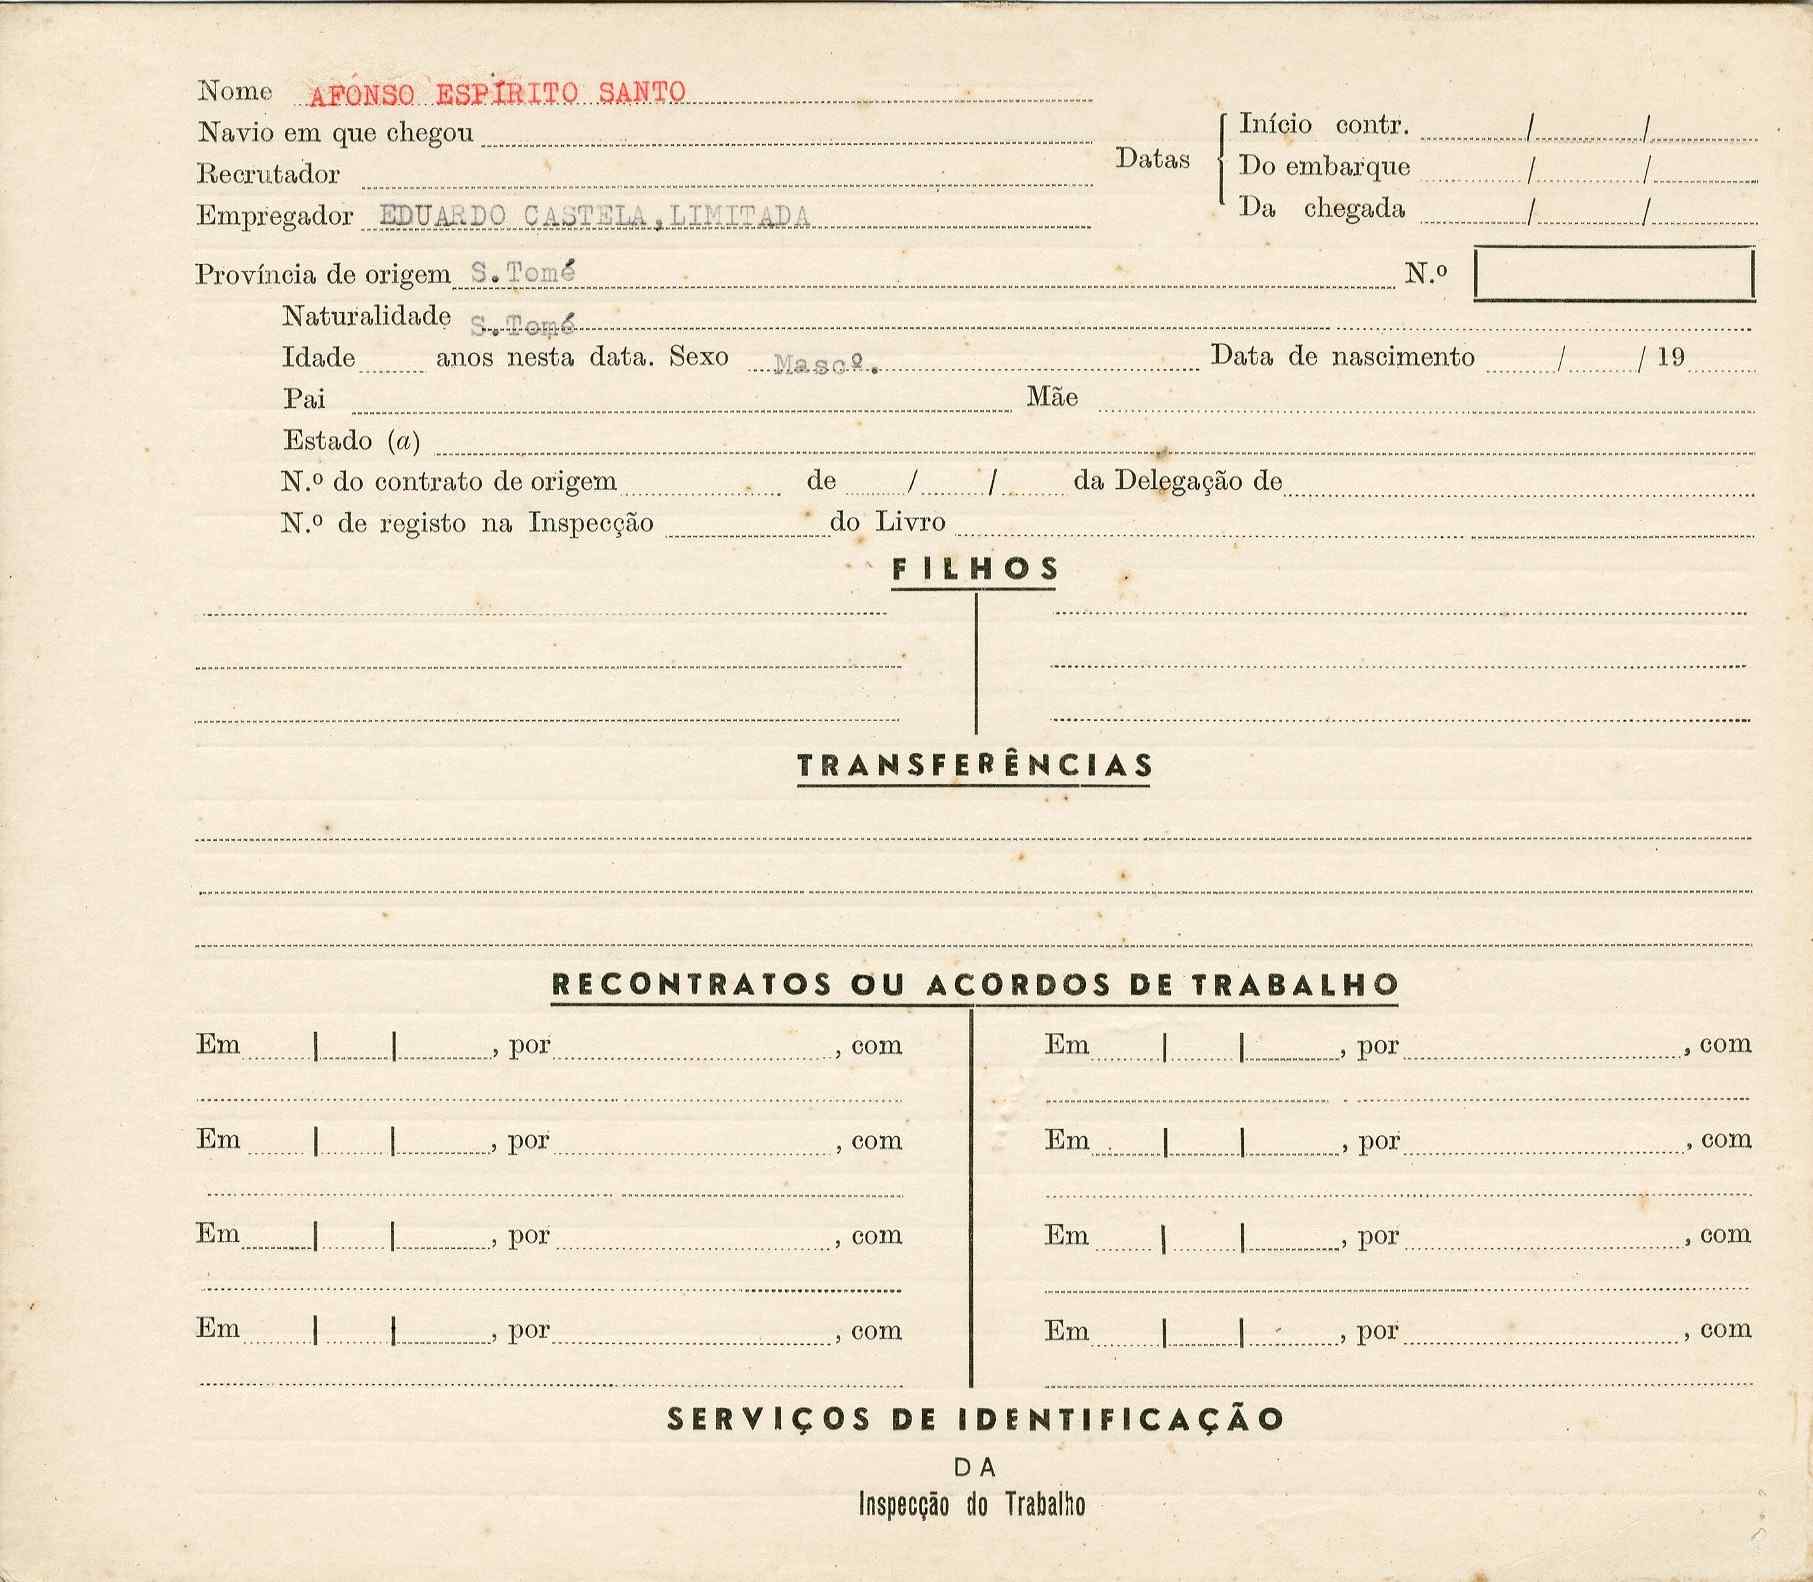 Nome AFONSO ESPÍRITO SANTO
Navio em que chegou
Recrutador
Empregador EDUARDO CASTELA,LIMITADA
Datas
Início contr. / /
Do embarque / /
Da chegada / /
Província de origem S.Tomé N.º
Naturalidade S.Tomé
Idade anos nesta data. Sexo Mascº. Data de nascimento / / 19
Pai Mãe
Estado (a)
N.º do contrato de origem de / / da Delegação de
N.º de registo na Inspecção do Livro
FILHOS
TRANSFERÊNCIAS
RECONTRATOS OU ACORDOS DE TRABALHO
Em | | , por , com Em | | , por , com
Em | | , por , com Em | | , por , com
Em | | , por , com Em | | , por , com
Em | | , por , com Em | | , por , com
SERVIÇOS DE IDENTIFICAÇÃO
DA
Inspecção do Trabalho